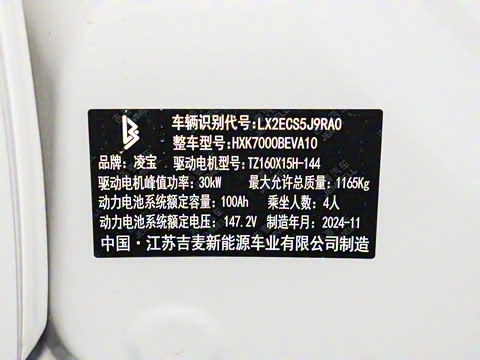 车辆识别代号:LX2ECS5J9RA0
整车型号:HXK7000BEVA10
品牌:凌宝 驱动电机型号:TZ160X15H-144
驱动电机峰值功率:30kW 最大允许总质量:1165Kg
动力电池系统额定容量:100Ah 乘坐人数:4人
动力电池系统额定电压:147.2V 制造年月:2024-11
中国·江苏吉麦新能源车业有限公司制造